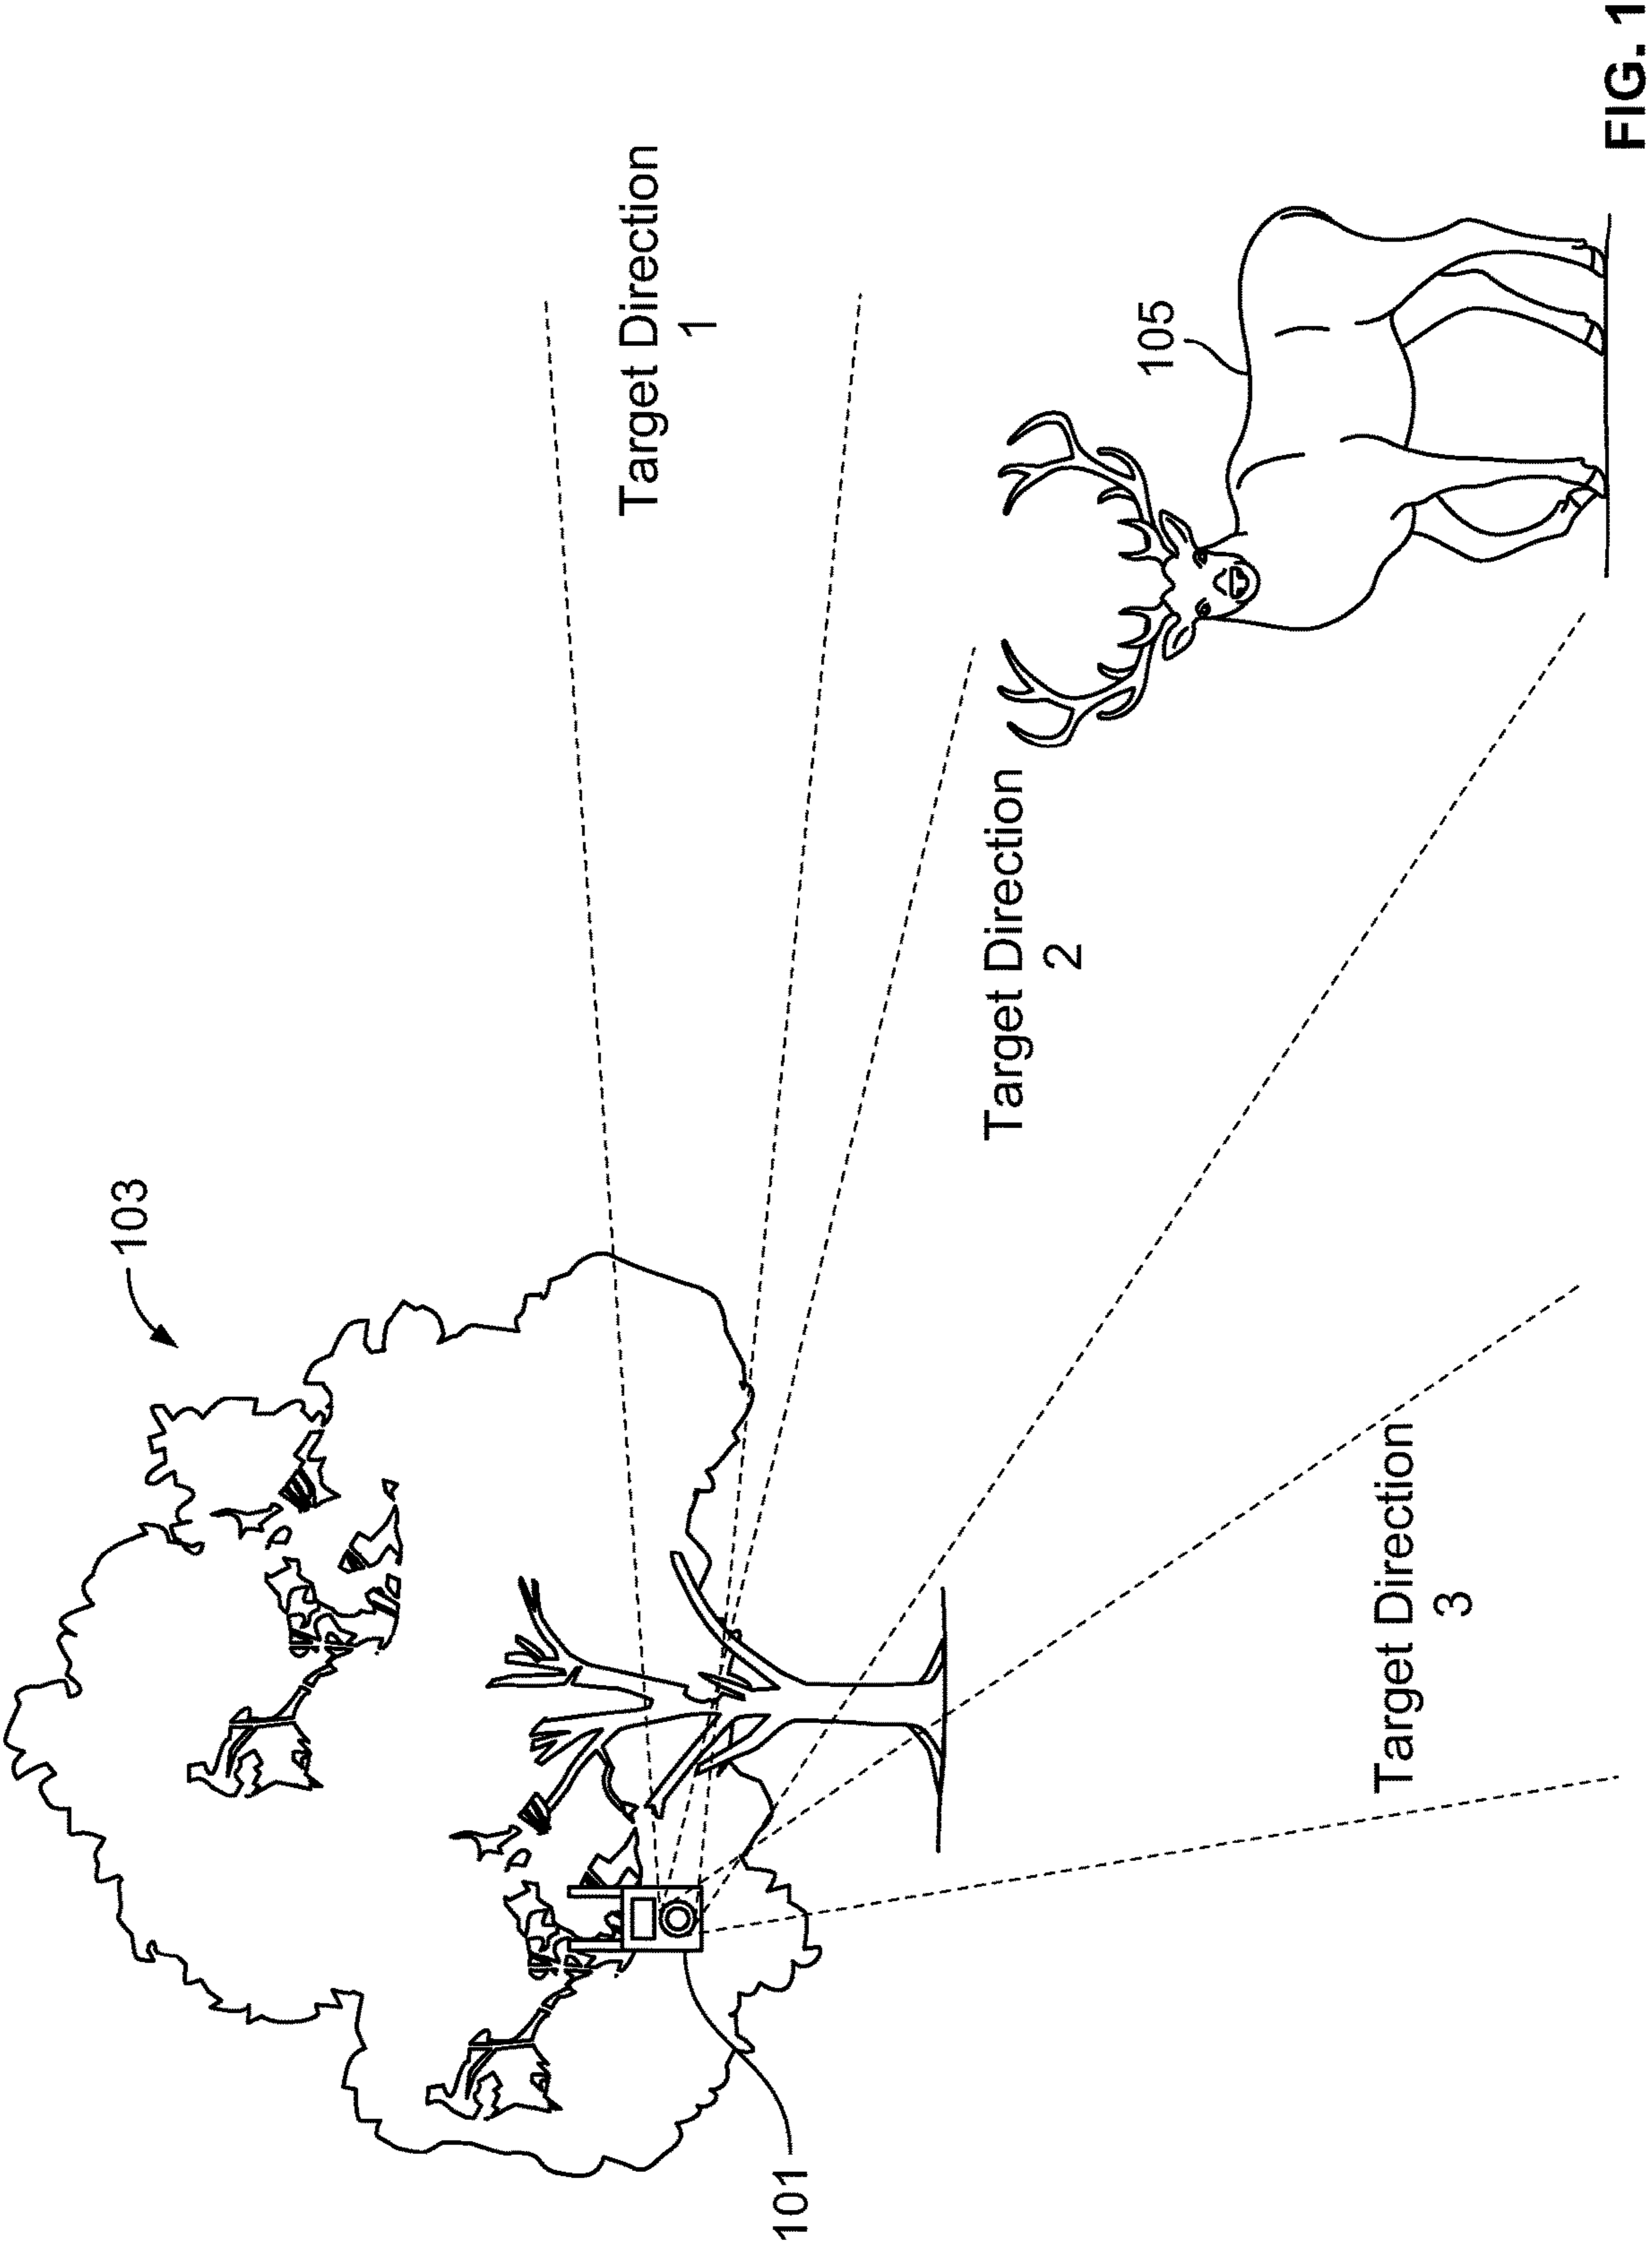 103
Target Direction
1
101
Target Direction
2
105
Target Direction
3
FIG. 1